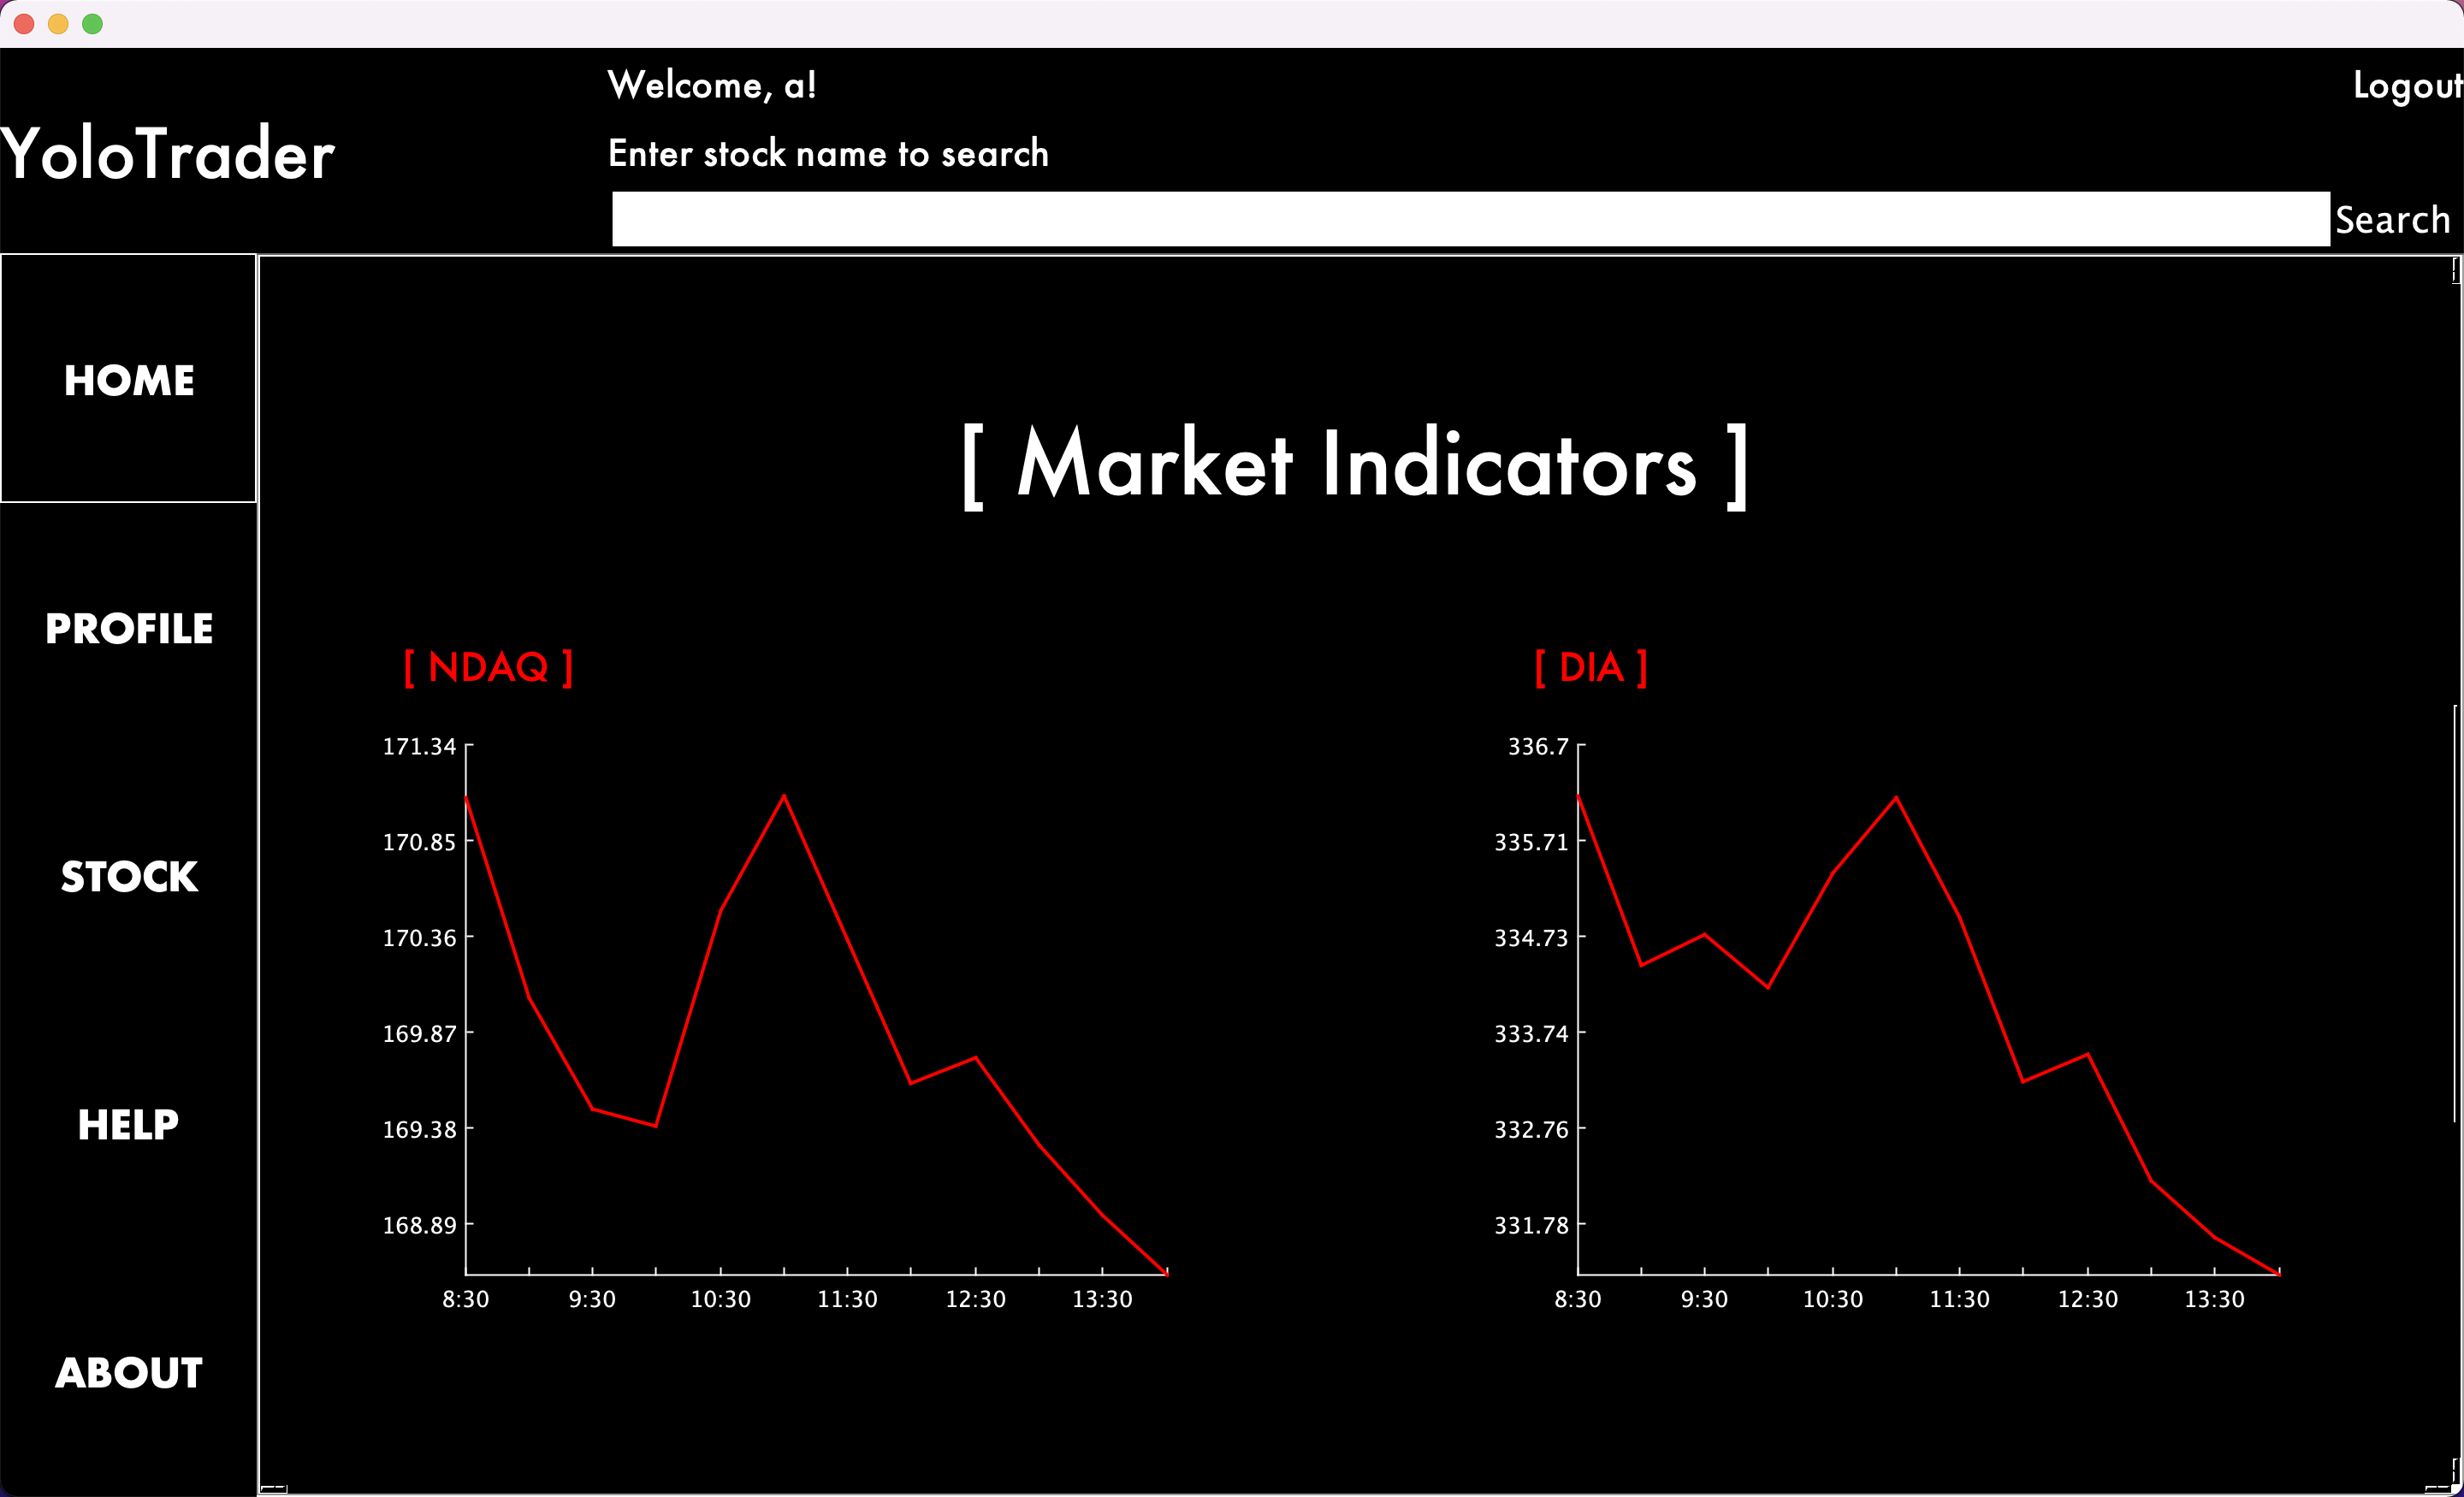 Welcome, a!
Logout
YoloTrader
Enter stock name to search
Search
HOME
PROFILE
STOCK
HELP
ABOUT
[ Market Indicators ]
[ NDAQ ]
171.34
170.85
170.36
169.87
169.38
168.89
8:30 9:30 10:30 11:30 12:30 13:30
[ DIA ]
336.7
335.71
334.73
333.74
332.76
331.78
8:30 9:30 10:30 11:30 12:30 13:30